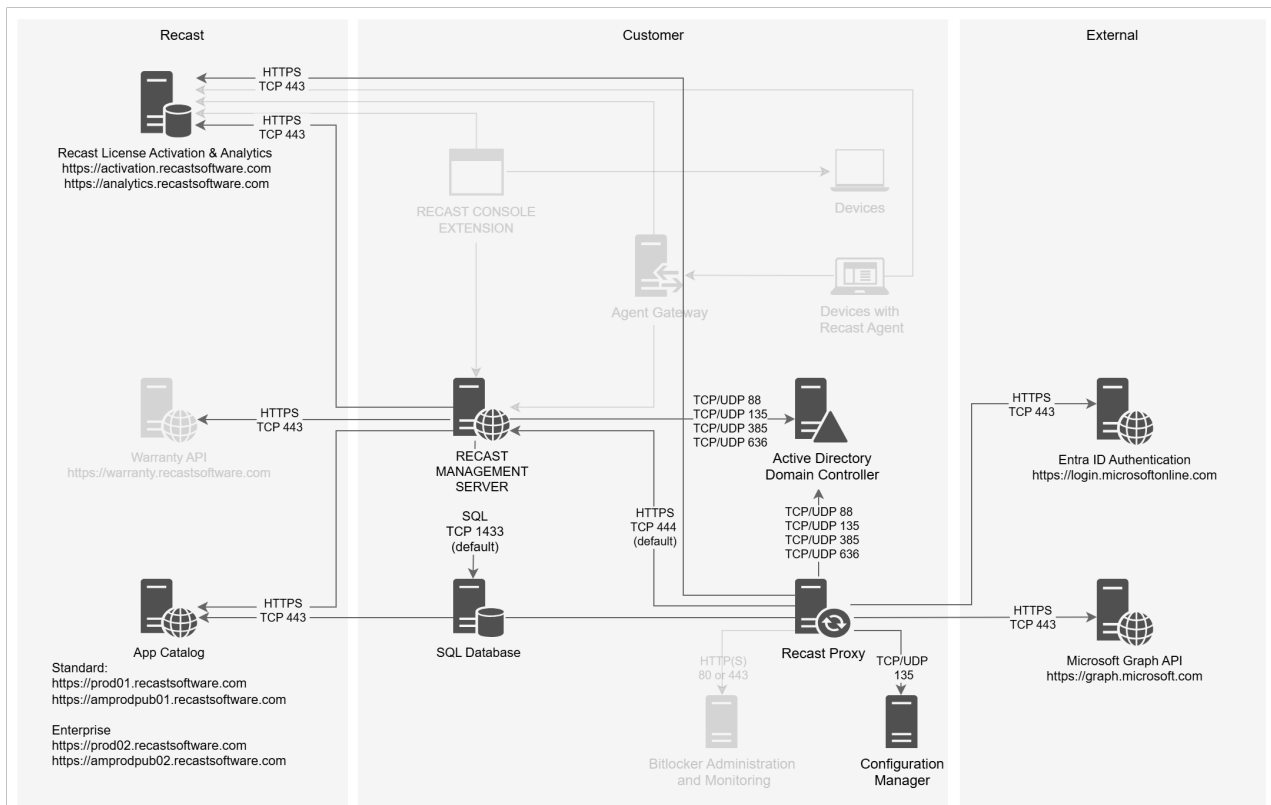 Recast
Customer
External
HTTPS
TCP 443
HTTPS
TCP 443
Recast License Activation & Analytics
https://activation.recastsoftware.com
https://analytics.recastsoftware.com
RECAST CONSOLE
EXTENSION
Devices
Agent Gateway
Devices with
Recast Agent
HTTPS
TCP 443
Warranty API
https://warranty.recastsoftware.com
RECAST
MANAGEMENT
SERVER
TCP/UDP 88
TCP/UDP 135
TCP/UDP 385
TCP/UDP 636
Active Directory
Domain Controller
HTTPS
TCP 443
Entra ID Authentication
https://login.microsoftonline.com
SQL
TCP 1433
(default)
HTTPS
TCP 444
(default)
TCP/UDP 88
TCP/UDP 135
TCP/UDP 385
TCP/UDP 636
HTTPS
TCP 443
App Catalog
Standard:
https://prod01.recastsoftware.com
https://amprodpub01.recastsoftware.com
Enterprise
https://prod02.recastsoftware.com
https://amprodpub02.recastsoftware.com
SQL Database
Recast Proxy
HTTP(S)
80 or 443
TCP/UDP
135
HTTPS
TCP 443
Microsoft Graph API
https://graph.microsoft.com
Bitlocker Administration
and Monitoring
Configuration
Manager